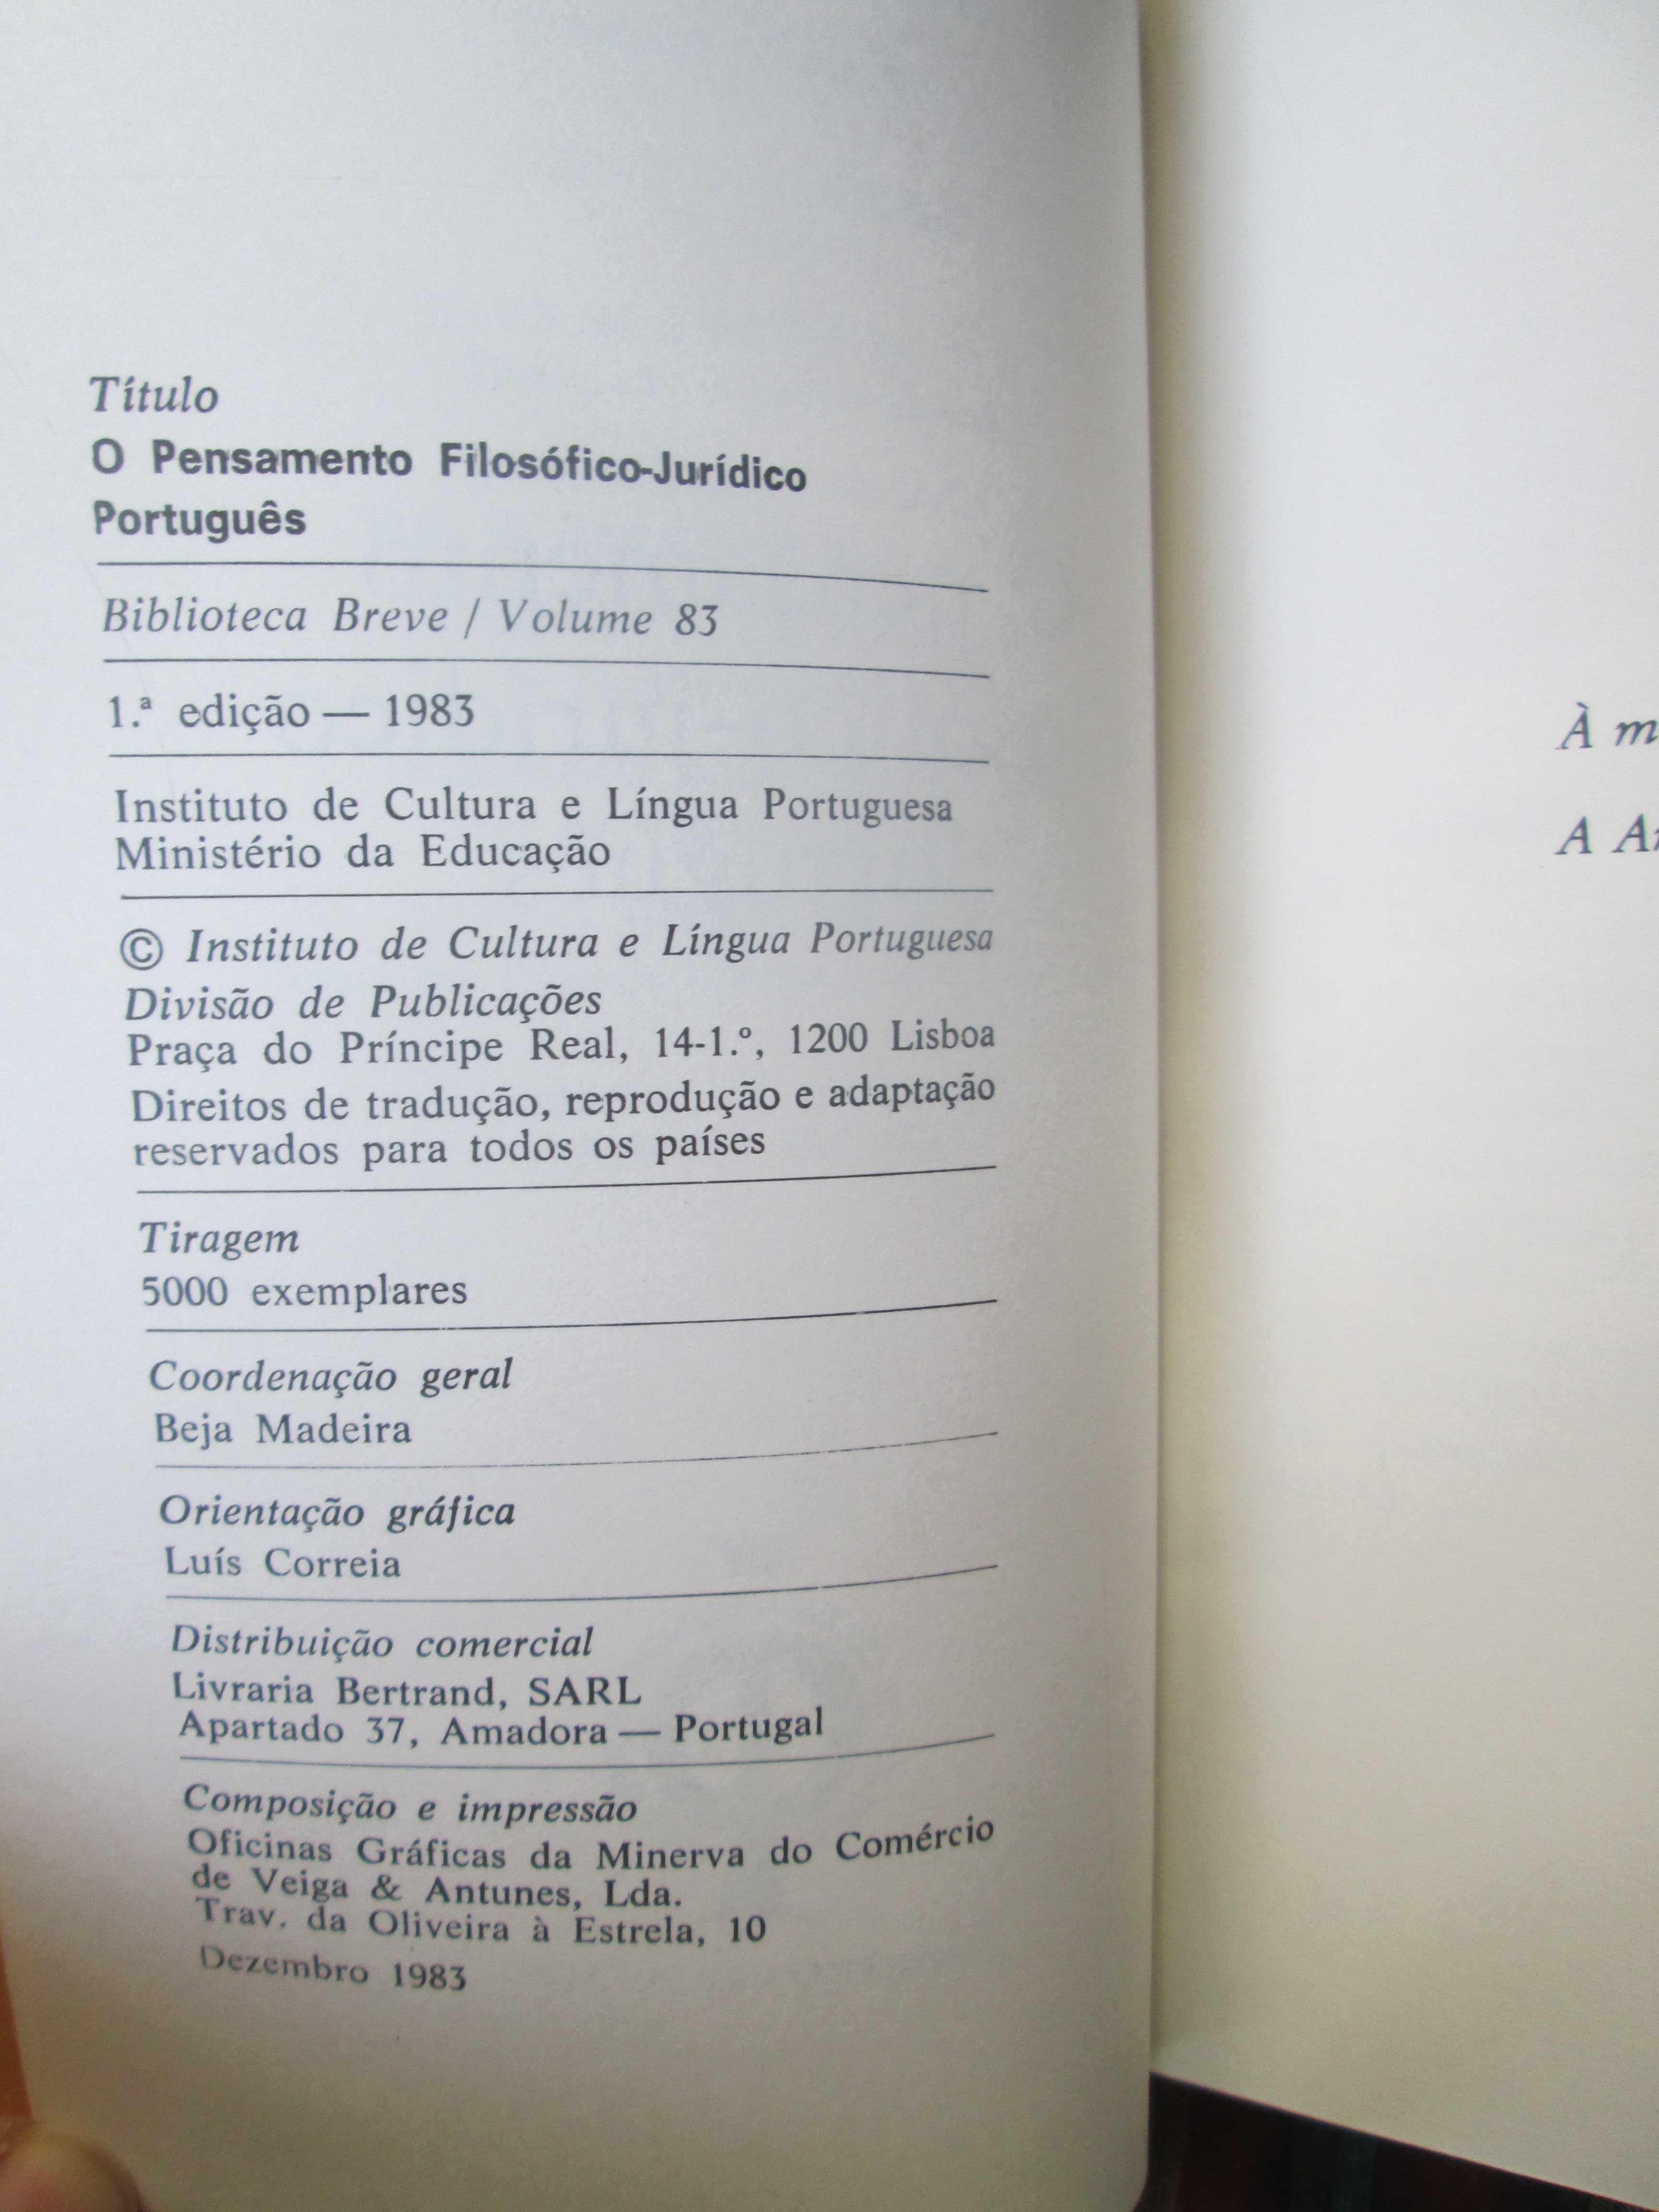 Título
O Pensamento Filosófico-Jurídico
Português
Biblioteca Breve / Volume 83
1.ª edição — 1983
Instituto de Cultura e Língua Portuguesa
Ministério da Educação
© Instituto de Cultura e Língua Portuguesa
Divisão de Publicações
Praça do Príncipe Real, 14-1.º, 1200 Lisboa
Direitos de tradução, reprodução e adaptação
reservados para todos os países
Tiragem
5000 exemplares
Coordenação geral
Beja Madeira
Orientação gráfica
Luís Correia
Distribuição comercial
Livraria Bertrand, SARL
Apartado 37, Amadora — Portugal
Composição e impressão
Oficinas Gráficas da Minerva do Comércio
de Veiga & Antunes, Lda.
Trav. da Oliveira à Estrela, 10
Dezembro 1983
À
A